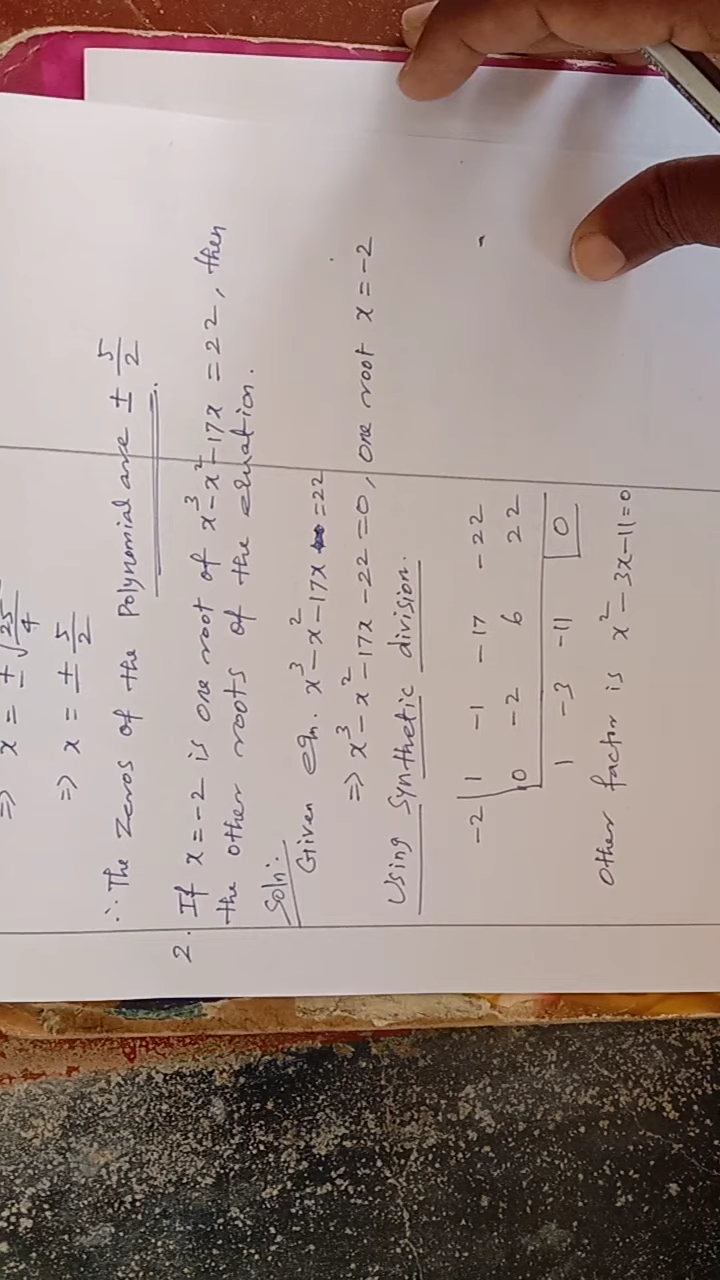 => x = ± √25/4
=> x = ± 5/2
∴ The Zeros of the Polynomial are ± 5/2.
2. If x = -2 is one root of x³-x²-17x = 22, then
the other roots of the equation.
Soln:
Given eqn. x³-x²-17x = 22
=> x³-x²-17x-22 = 0, one root x = -2
Using Synthetic division.
-2 | 1 -1 -17 -22
0 -2 6 22
1 -3 -11 0
Other factor is x²-3x-11=0